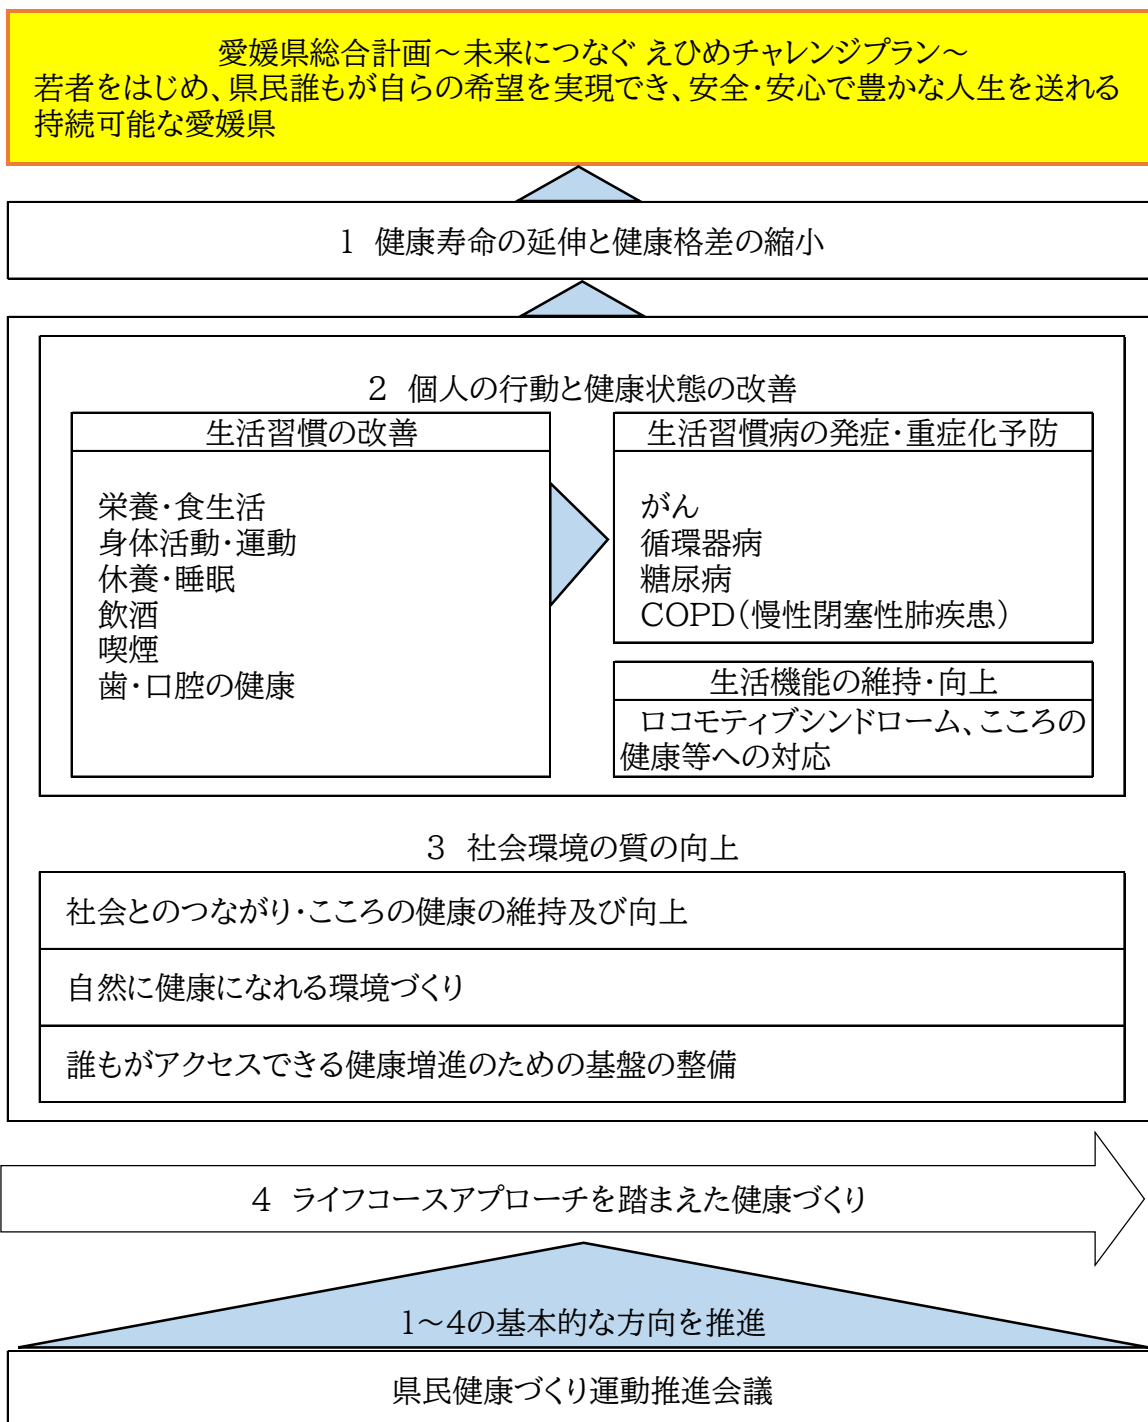 愛媛県総合計画～未来につなぐ えひめチャレンジプラン～
若者をはじめ、県民誰もが自らの希望を実現でき、安全・安心で豊かな人生を送れる
持続可能な愛媛県
1 健康寿命の延伸と健康格差の縮小
2 個人の行動と健康状態の改善
生活習慣の改善
栄養・食生活
身体活動・運動
休養・睡眠
飲酒
喫煙
歯・口腔の健康
生活習慣病の発症・重症化予防
がん
循環器病
糖尿病
COPD（慢性閉塞性肺疾患）
生活機能の維持・向上
ロコモティブシンドローム、こころの
健康等への対応
3 社会環境の質の向上
社会とのつながり・こころの健康の維持及び向上
自然に健康になれる環境づくり
誰もがアクセスできる健康増進のための基盤の整備
4 ライフコースアプローチを踏まえた健康づくり
1～4の基本的な方向を推進
県民健康づくり運動推進会議